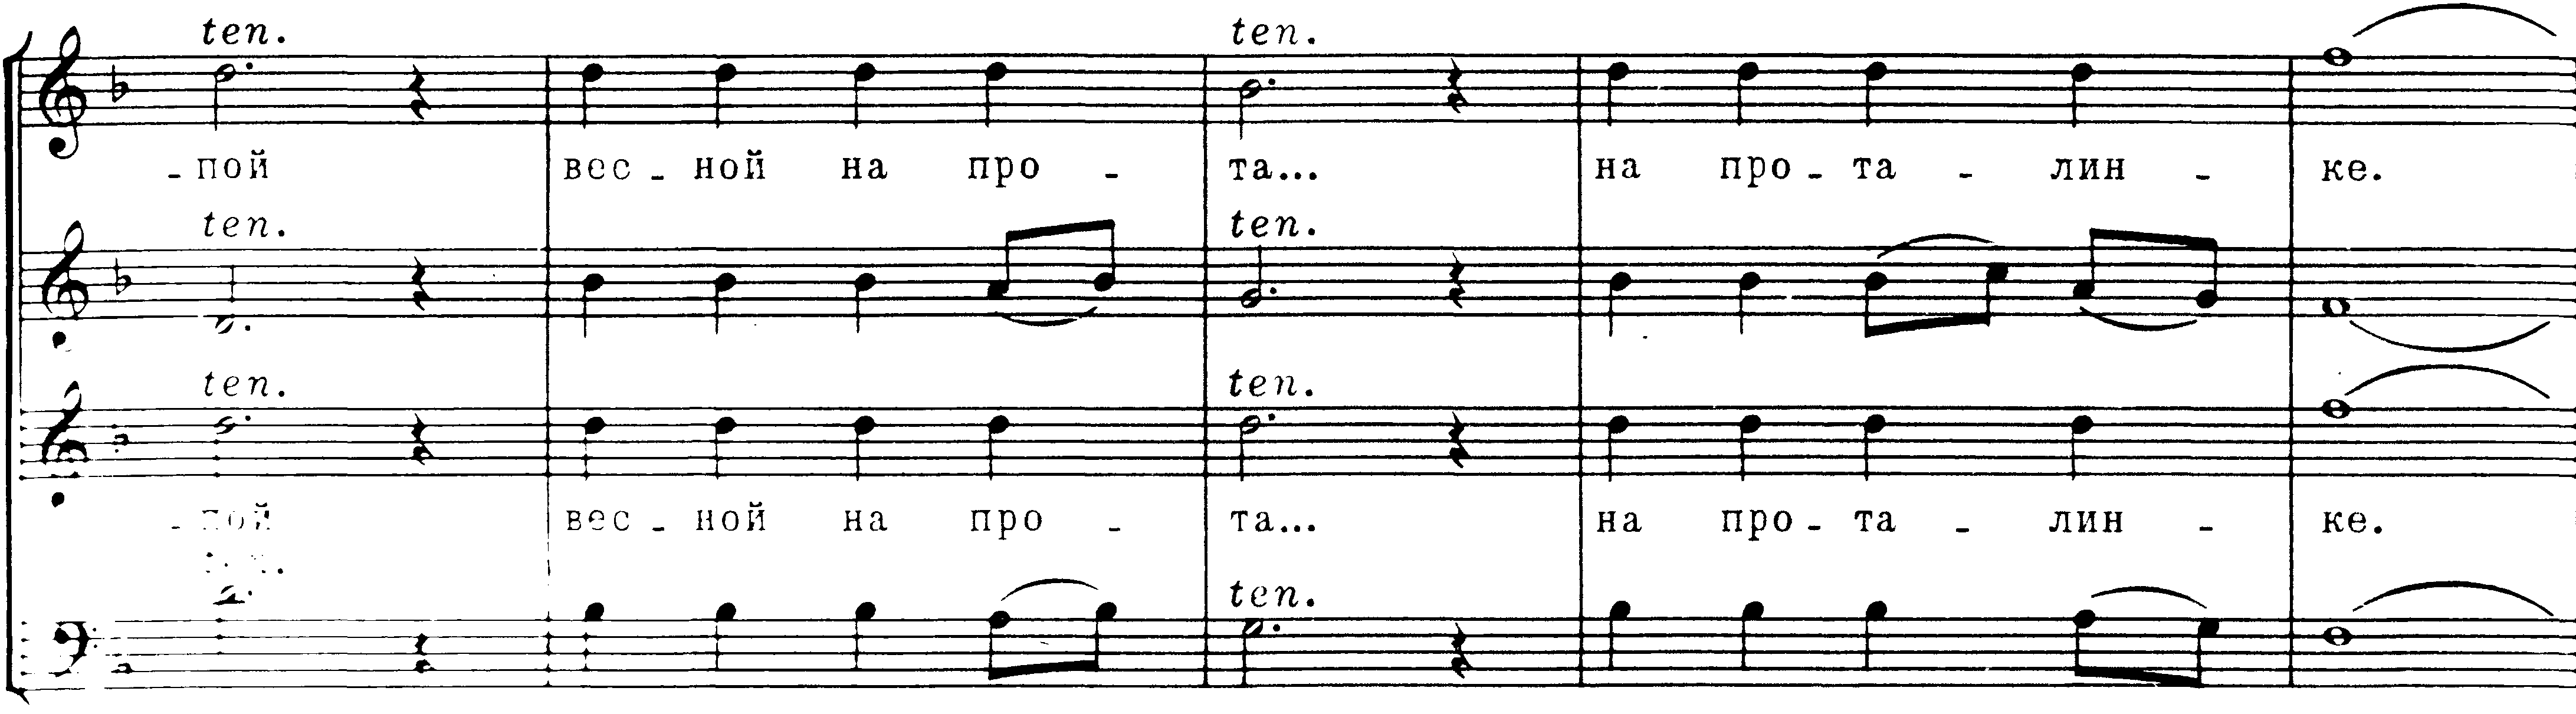 ten. ten.
-пой вес - ной на про - та... на про - та - лин - ке.
ten. ten.
ten. ten.
-пой вес - ной на про - та... на про - та - лин - ке.
ten.